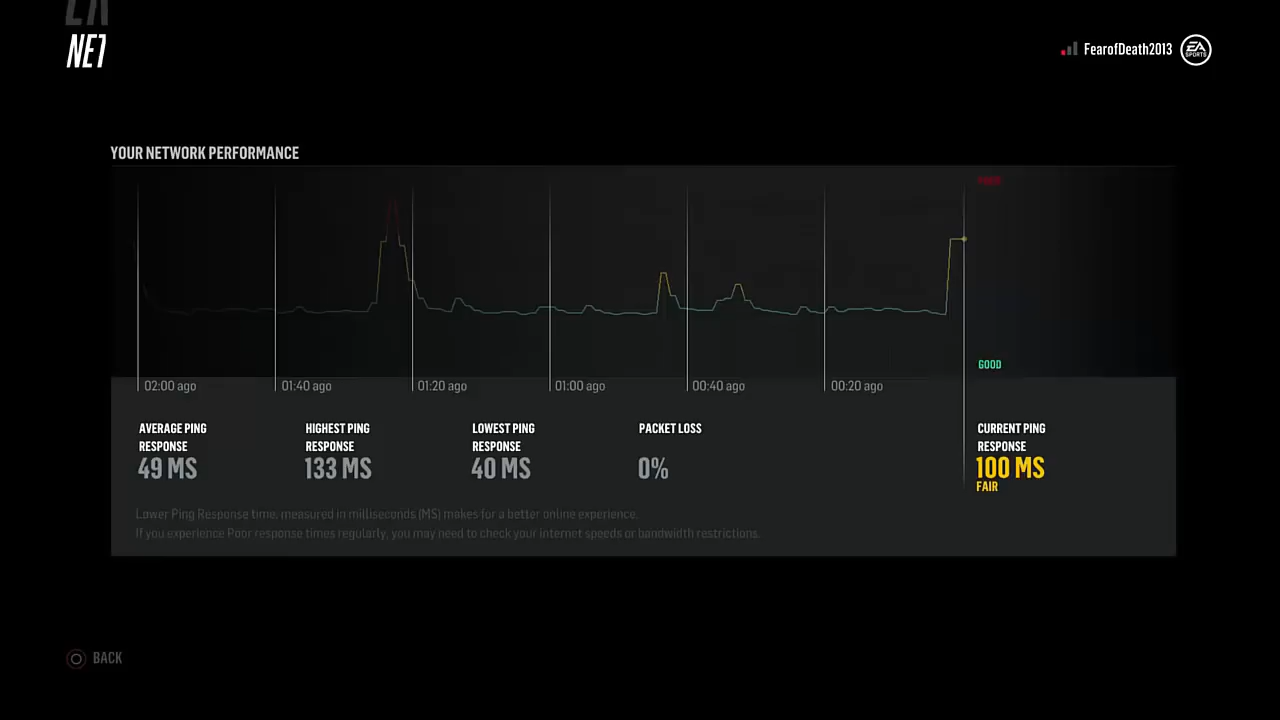 NET
FearofDeath2013
EA
SPORTS
YOUR NETWORK PERFORMANCE
GOOD
02:00 ago
01:40 ago
01:20 ago
01:00 ago
00:40 ago
00:20 ago
AVERAGE PING
RESPONSE
49 MS
HIGHEST PING
RESPONSE
133 MS
LOWEST PING
RESPONSE
40 MS
PACKET LOSS
0%
CURRENT PING
RESPONSE
100 MS
FAIR
Lower Ping Response time, measured in milliseconds (MS) makes for a better online experience.
If you experience Poor response times regularly, you may need to check your internet speeds or bandwidth restrictions.
BACK